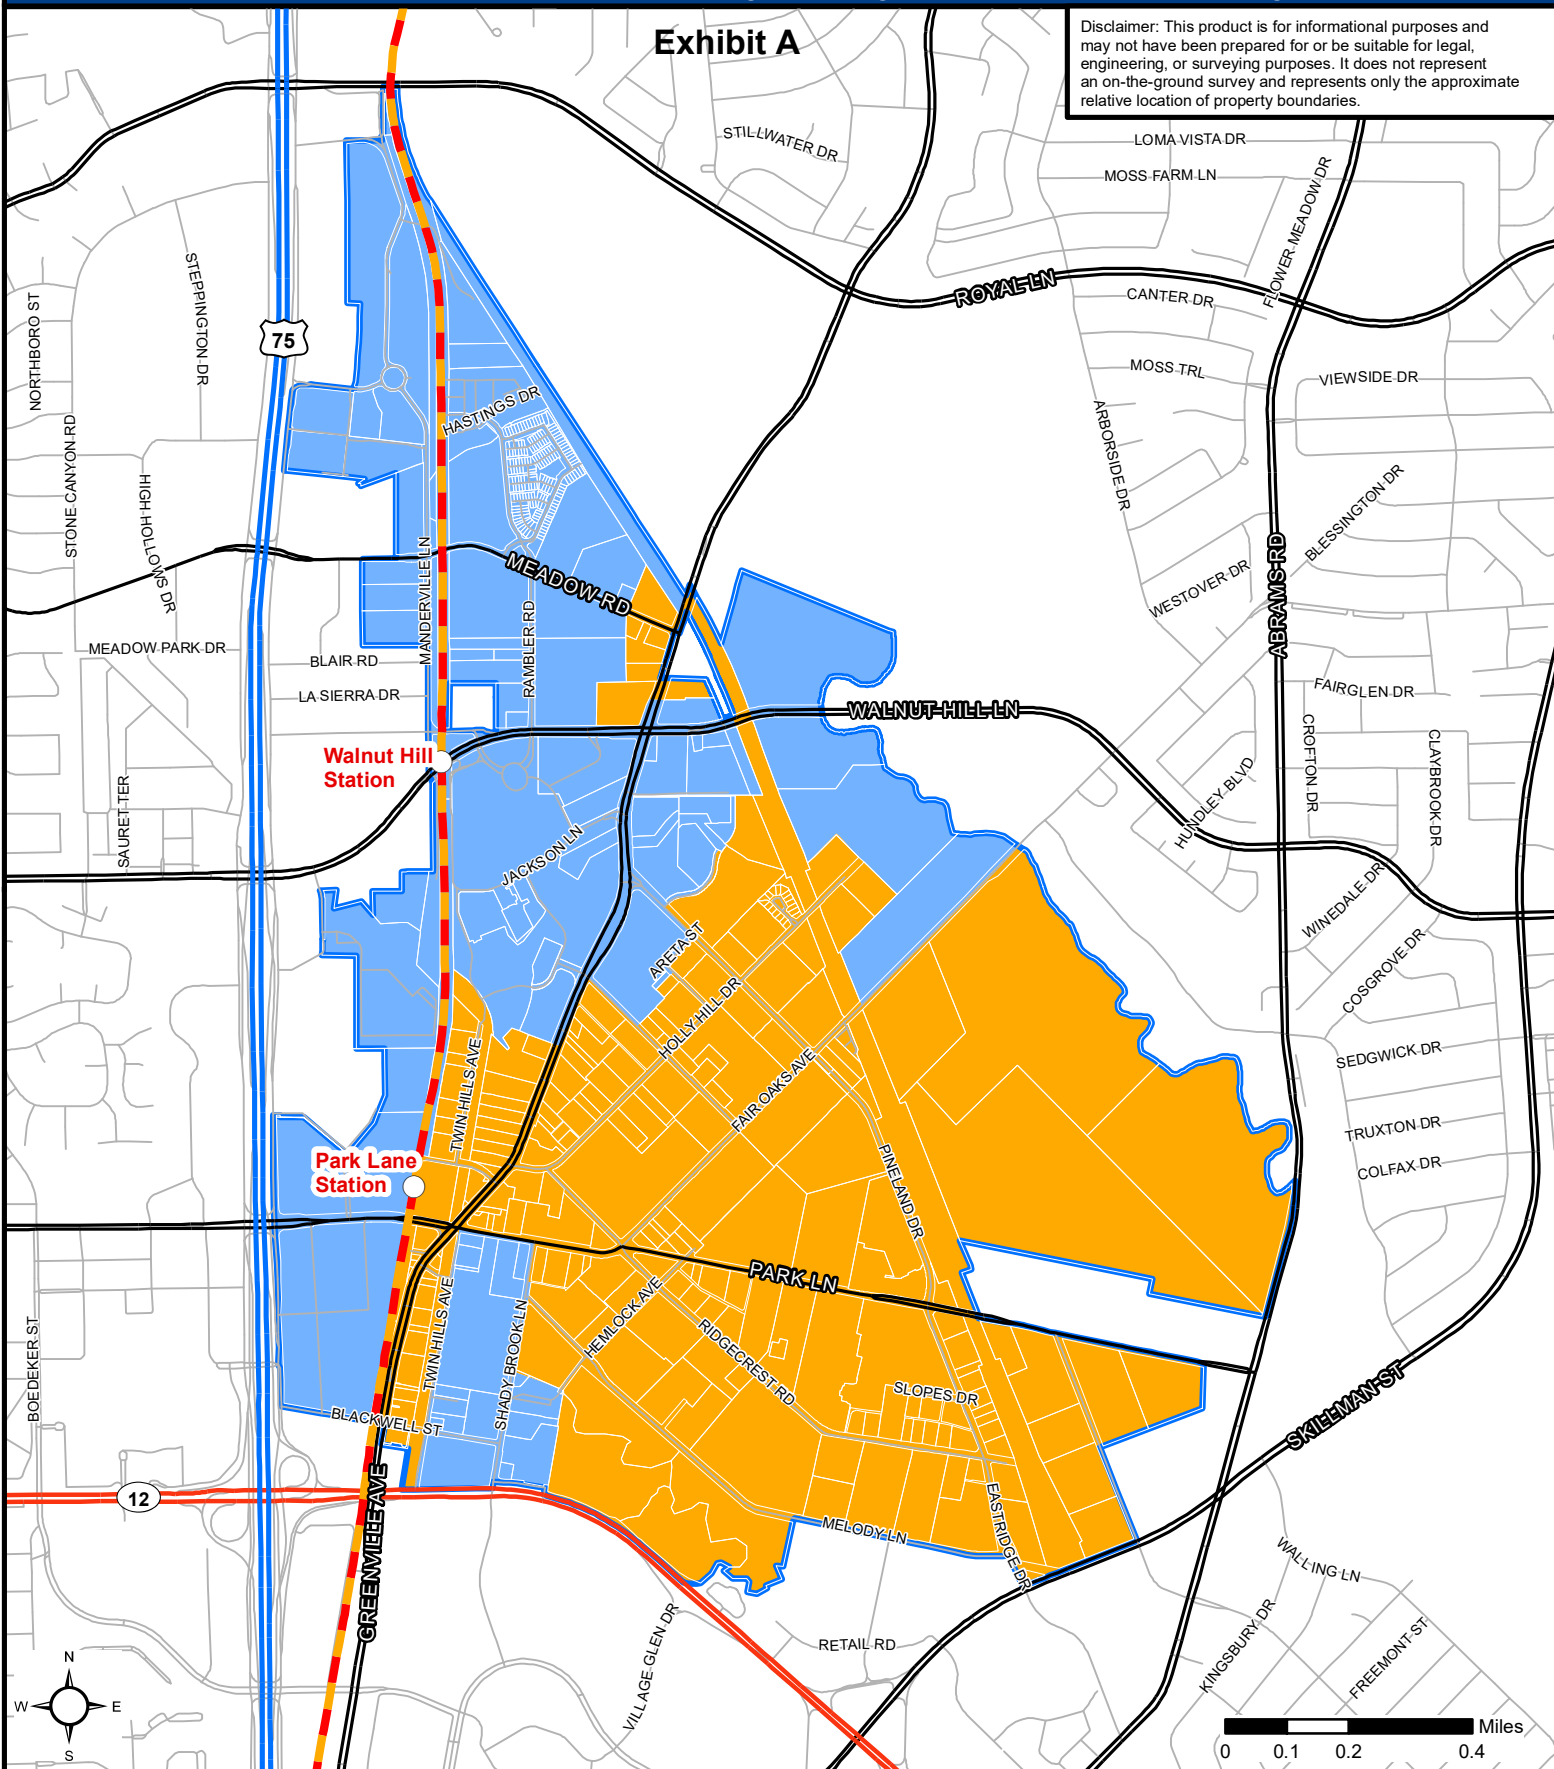 Exhibit A
Disclaimer: This product is for informational purposes and
may not have been prepared for or be suitable for legal,
engineering, or surveying purposes. It does not represent
an on-the-ground survey and represents only the approximate
relative location of property boundaries.
STILLWATER DR
LOMA VISTA DR
MOSS FARM LN
FLOWER MEADOW DR
STEPPINGTON DR
NORTHBORO ST
75
ROYAL LN
CANTER DR
MOSS TRL
VIEWSIDE DR
HASTINGS DR
ARBORSIDE DR
STONE CANYON RD
HIGH HOLLOWS DR
BLESSINGTON DR
MANDERVILLE LN
MEADOW RD
WESTOVER DR
ABRAMS RD
RAMBLER RD
MEADOW PARK DR
BLAIR RD
LA SIERRA DR
FAIRGLEN DR
WALNUT HILL LN
CROFTON DR
CLAYBROOK DR
Walnut Hill
Station
HUNDLEY BLVD
SAURET TER
JACKSON LN
WINEDALE DR
ARETA ST
COSGROVE DR
HOLLY HILL DR
SEDGWICK DR
TWIN HILLS AVE
FAIR OAKS AVE
TRUXTON DR
COLFAX DR
Park Lane
Station
PINELAND DR
PARK LN
TWIN HILLS AVE
SHADY BROOK LN
HEMLOCK AVE
RIDGECREST RD
BOEDEKER ST
SLOPES DR
BLACKWELL ST
SKILLMAN ST
12
GREENVILLE AVE
MELODY LN
EASTRIDGE DR
WALLING LN
VILLAGE GLEN DR
RETAIL RD
KINGSBURY DR
FREEMONT ST
N
W
E
S
Miles
0 0.1 0.2 0.4